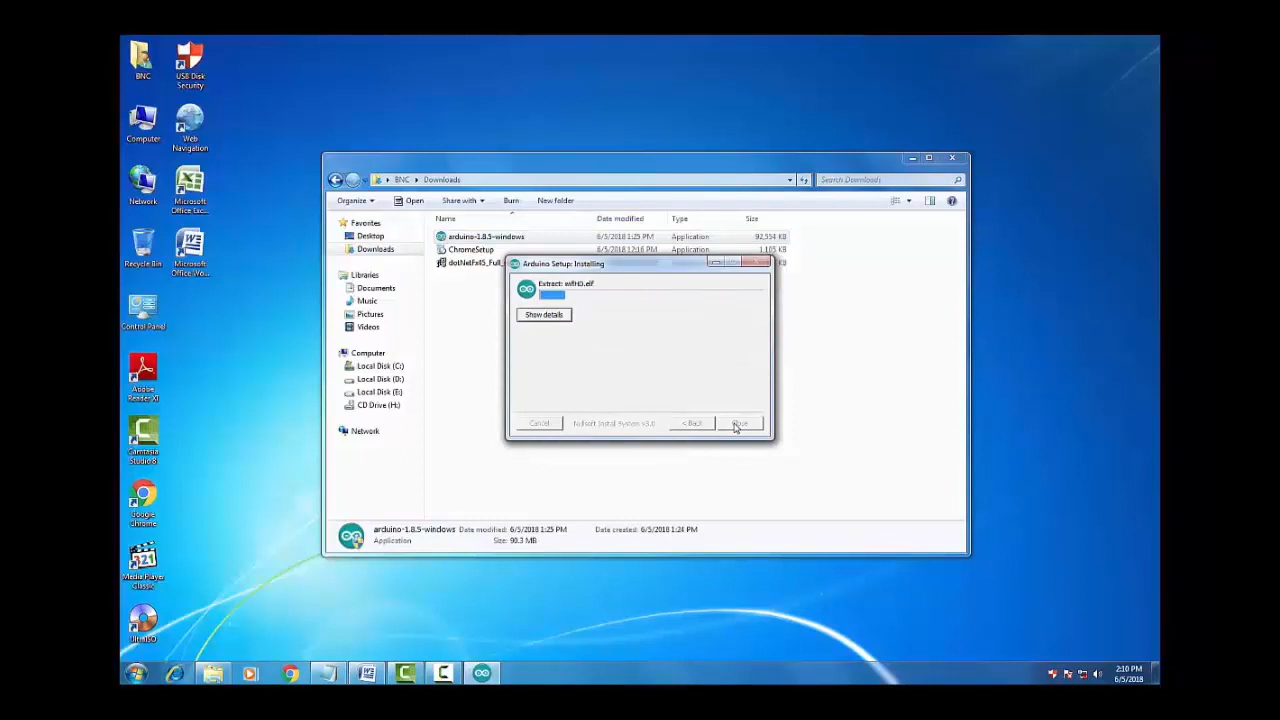 BNC
USB Disk
Security
Computer
Web
Navigation
Network
Microsoft
Office Exc...
Recycle Bin
Microsoft
Office Wo...
Control Panel
Adobe
Reader XI
Camtasia
Studio 8
Google
Chrome
Media Player
Classic
UltraISO
BNC Downloads
Search Downloads
Organize Open Share with Burn New folder
Name Date modified Type Size
Favorites
Desktop
Downloads
Libraries
Documents
Music
Pictures
Videos
Computer
Local Disk (C:)
Local Disk (D:)
Local Disk (E:)
CD Drive (H:)
Network
arduino-1.8.5-windows 6/5/2018 1:25 PM Application 92,554 KB
ChromeSetup 6/5/2018 12:16 PM Application 1,105 KB
dotNetFx45_Full_ KB
Arduino Setup: Installing
Extract: wifiHD.elf
Show details
Cancel Nullsoft Install System v3.0 < Back Close
arduino-1.8.5-windows Date modified: 6/5/2018 1:25 PM Date created: 6/5/2018 1:24 PM
Application Size: 90.3 MB
2:10 PM
6/5/2018